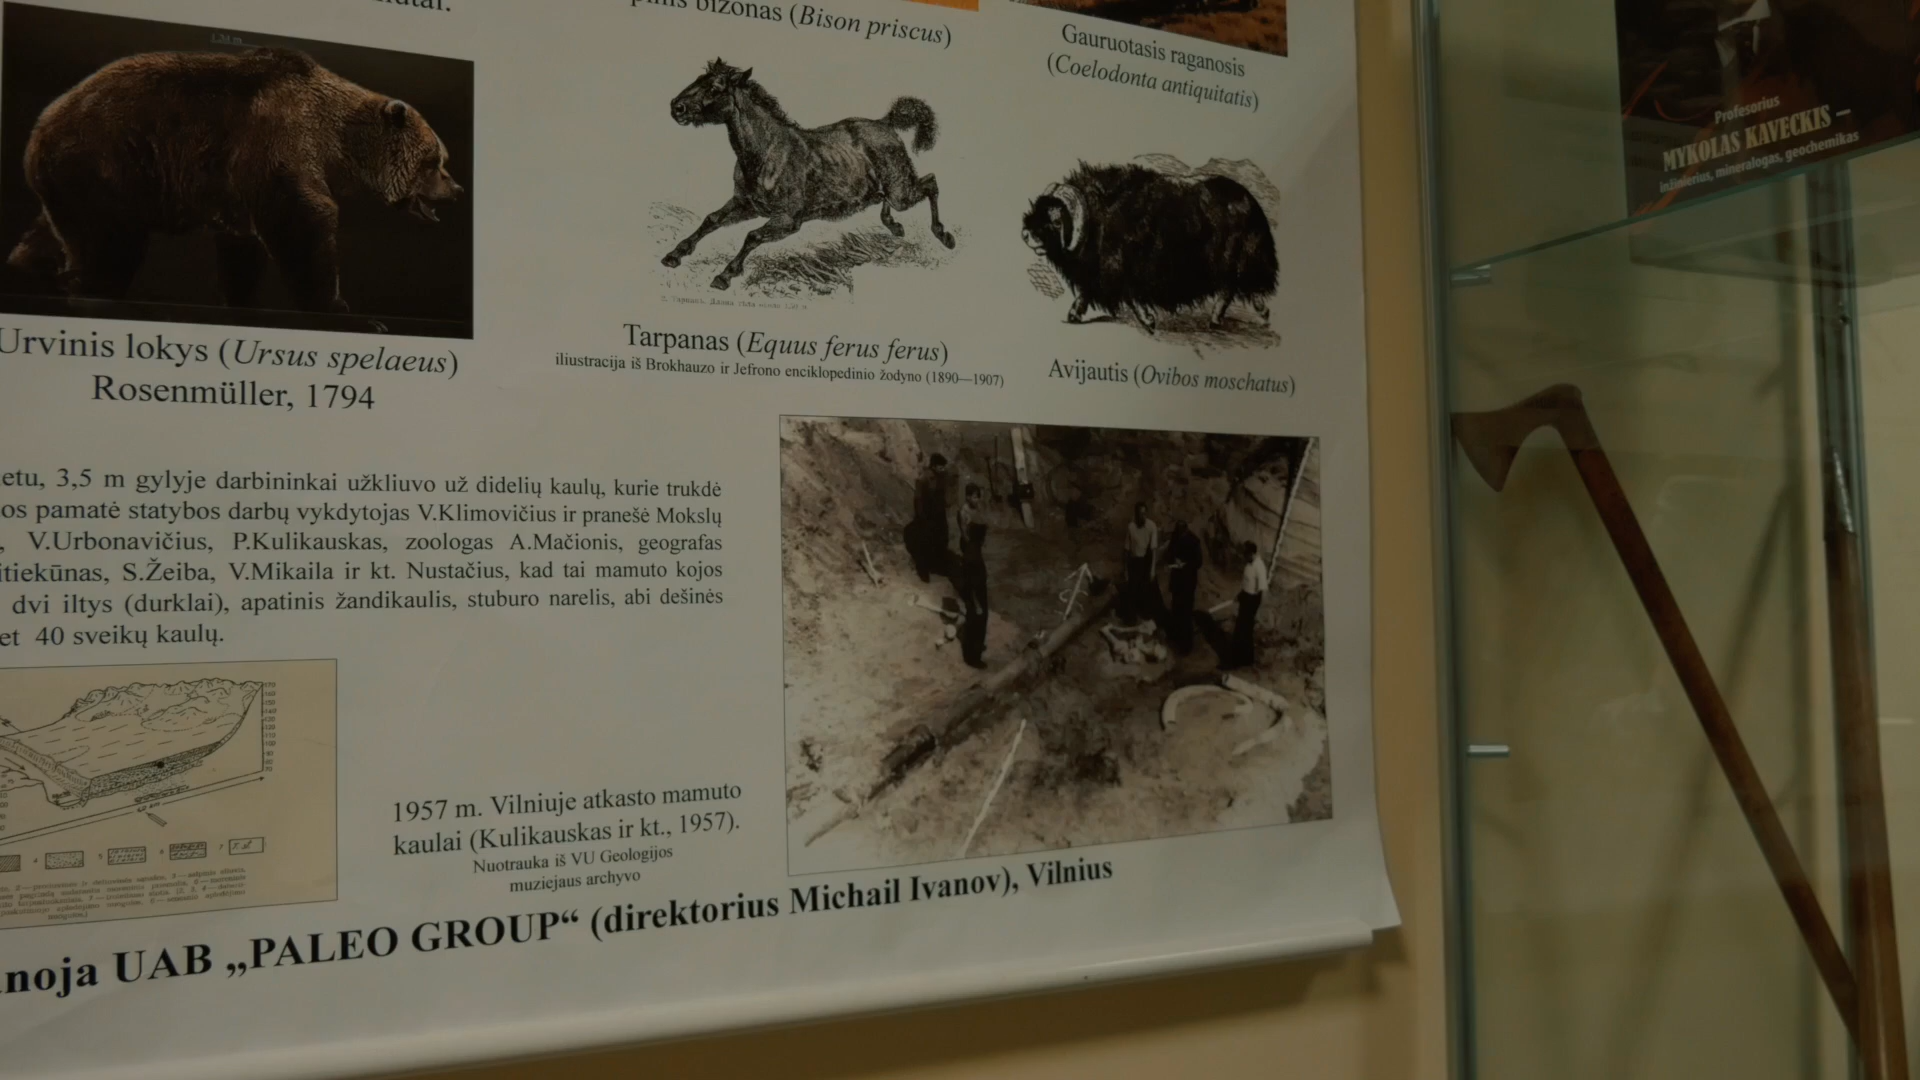 bizonas (Bison priscus)
Gauruotasis raganosis
(Coelodonta antiquitatis)
1,34 m
Urvinis lokys (Ursus spelaeus)
Rosenmüller, 1794
Tarpanas (Equus ferus ferus)
iliustracija iš Brokhauzo ir Jefrono enciklopedinio žodyno (1890—1907)
Avijautis (Ovibos moschatus)
etu, 3,5 m gylyje darbininkai užkliuvo už didelių kaulų, kurie trukdė
os pamatė statybos darbų vykdytojas V.Klimovičius ir pranešė Mokslų
, V.Urbonavičius, P.Kulikauskas, zoologas A.Mačionis, geografas
itiekūnas, S.Žeiba, V.Mikaila ir kt. Nustačius, kad tai mamuto kojos
dvi iltys (durklai), apatinis žandikaulis, stuburo narelis, abi dešinės
et 40 sveikų kaulų.
1957 m. Vilniuje atkasto mamuto
kaulai (Kulikauskas ir kt., 1957).
Nuotrauka iš VU Geologijos
muziejaus archyvo
noja UAB „PALEO GROUP“ (direktorius Michail Ivanov), Vilnius
Profesorius
MYKOLAS KAVECKIS –
inžinierius, mineralogas, geochemikas